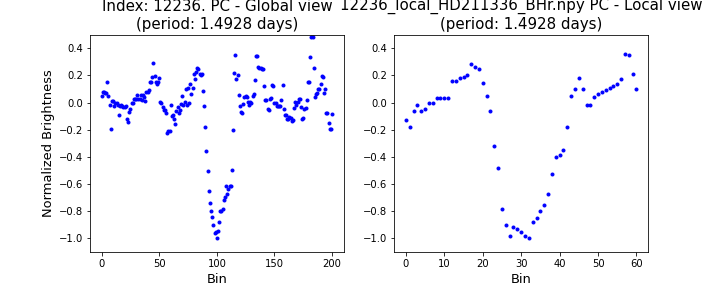 Index: 12236. PC - Global view
(period: 1.4928 days)
12236_local_HD211336_BHr.npy PC - Local view
(period: 1.4928 days)
Normalized Brightness
0.4
0.2
0.0
−0.2
−0.4
−0.6
−0.8
−1.0
0 50 100 150 200
Bin
0.4
0.2
0.0
−0.2
−0.4
−0.6
−0.8
−1.0
0 10 20 30 40 50 60
Bin